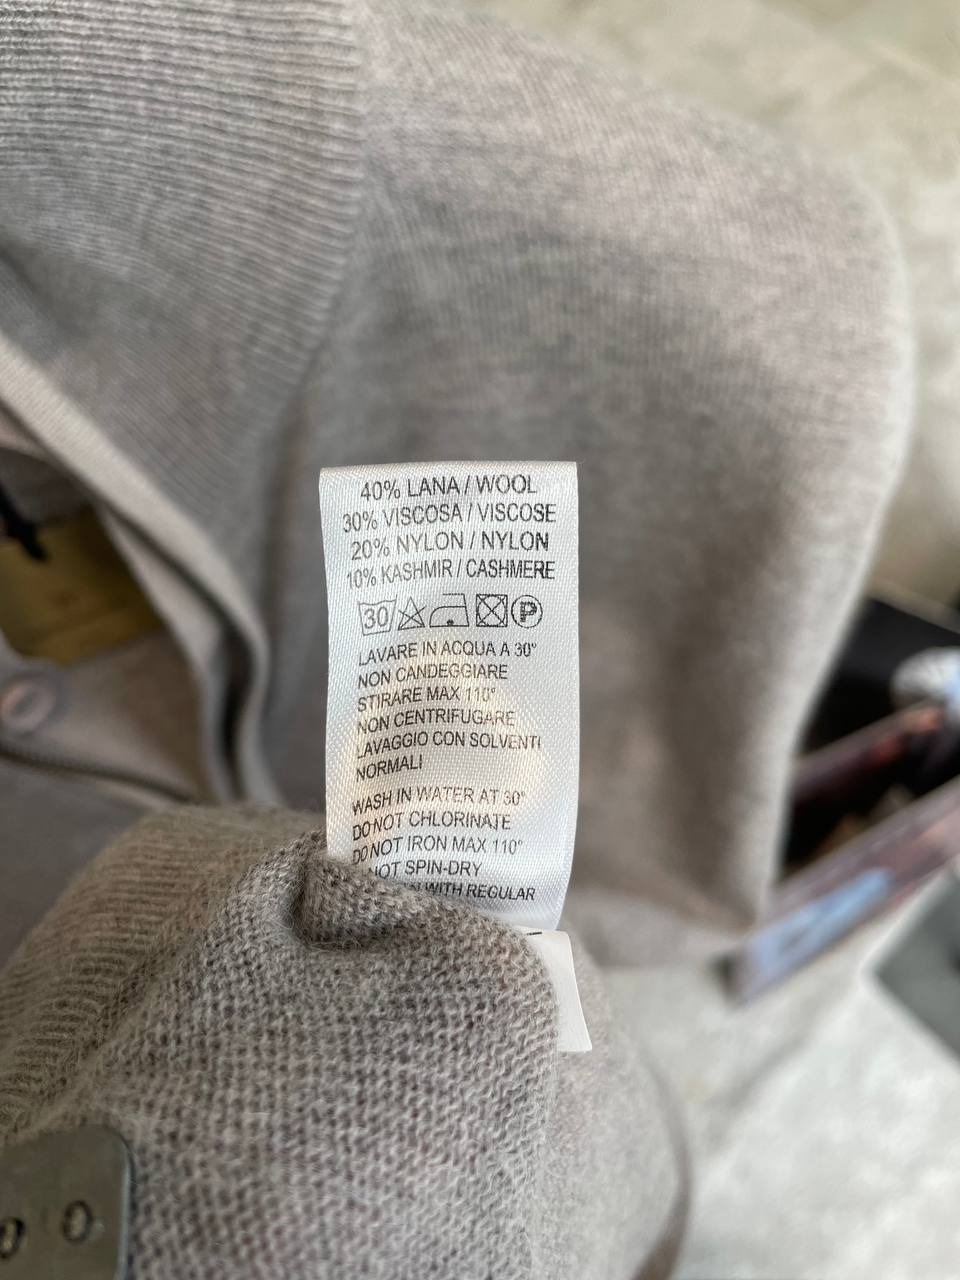 40% LANA / WOOL
30% VISCOSA / VISCOSE
20% NYLON / NYLON
10% KASHMIR / CASHMERE
30 P
LAVARE IN ACQUA A 30°
NON CANDEGGIARE
STIRARE MAX 110°
NON CENTRIFUGARE
LAVAGGIO CON SOLVENTI
NORMALI
WASH IN WATER AT 30°
DO NOT CHLORINATE
DO NOT IRON MAX 110°
NOT SPIN-DRY
WITH REGULAR